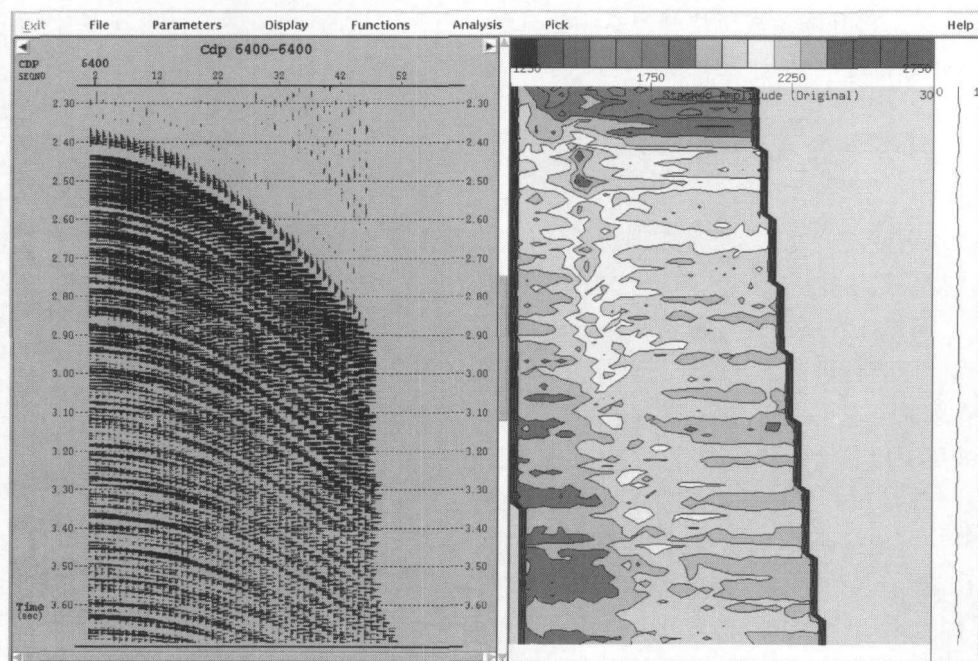 Exit File Parameters Display Functions Analysis Pick Help
Cdp 6400-6400
CDP 6400
SEQNO 2 12 22 32 42 52
1250 1750 2250 2750
Stacked Amplitude (Original) 30
0 1
2.30 2.30
2.40 2.40
2.50 2.50
2.60 2.60
2.70 2.70
2.80 2.80
2.90 2.90
3.00 3.00
3.10 3.10
3.20 3.20
3.30 3.30
3.40 3.40
3.50 3.50
3.60 3.60
Time
(sec)